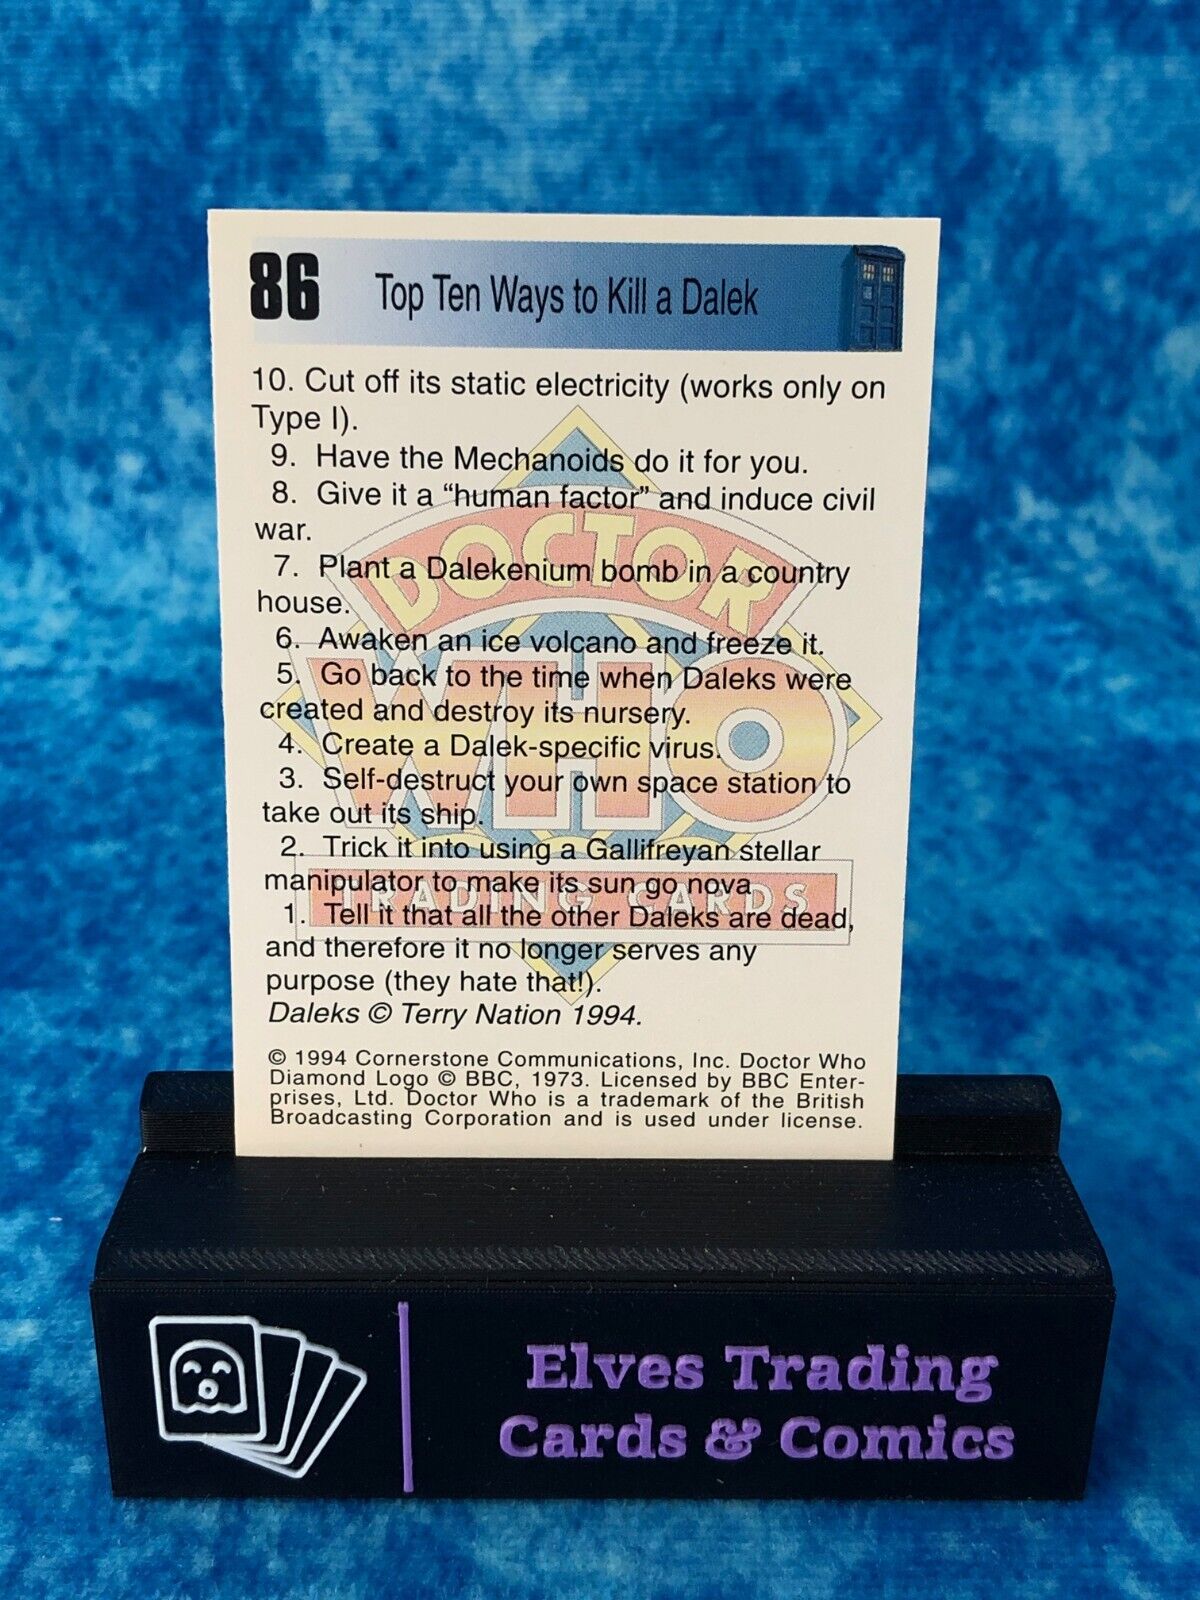 86 Top Ten Ways to Kill a Dalek
10. Cut off its static electricity (works only on
Type I).
9. Have the Mechanoids do it for you.
8. Give it a “human factor” and induce civil
war.
7. Plant a Dalekenium bomb in a country
house.
6. Awaken an ice volcano and freeze it.
5. Go back to the time when Daleks were
created and destroy its nursery.
4. Create a Dalek-specific virus.
3. Self-destruct your own space station to
take out its ship.
2. Trick it into using a Gallifreyan stellar
manipulator to make its sun go nova
1. Tell it that all the other Daleks are dead,
and therefore it no longer serves any
purpose (they hate that!).
Daleks © Terry Nation 1994.
© 1994 Cornerstone Communications, Inc. Doctor Who
Diamond Logo © BBC, 1973. Licensed by BBC Enter-
prises, Ltd. Doctor Who is a trademark of the British
Broadcasting Corporation and is used under license.
DOCTOR
WHO
TRADING CARDS
Elves Trading
Cards & Comics